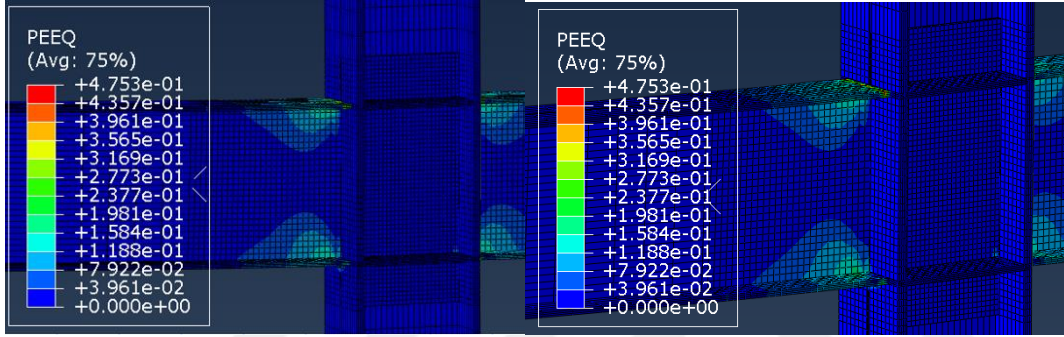 PEEQ
(Avg: 75%)
+4.753e-01
+4.357e-01
+3.961e-01
+3.565e-01
+3.169e-01
+2.773e-01
+2.377e-01
+1.981e-01
+1.584e-01
+1.188e-01
+7.922e-02
+3.961e-02
+0.000e+00
PEEQ
(Avg: 75%)
+4.753e-01
+4.357e-01
+3.961e-01
+3.565e-01
+3.169e-01
+2.773e-01
+2.377e-01
+1.981e-01
+1.584e-01
+1.188e-01
+7.922e-02
+3.961e-02
+0.000e+00